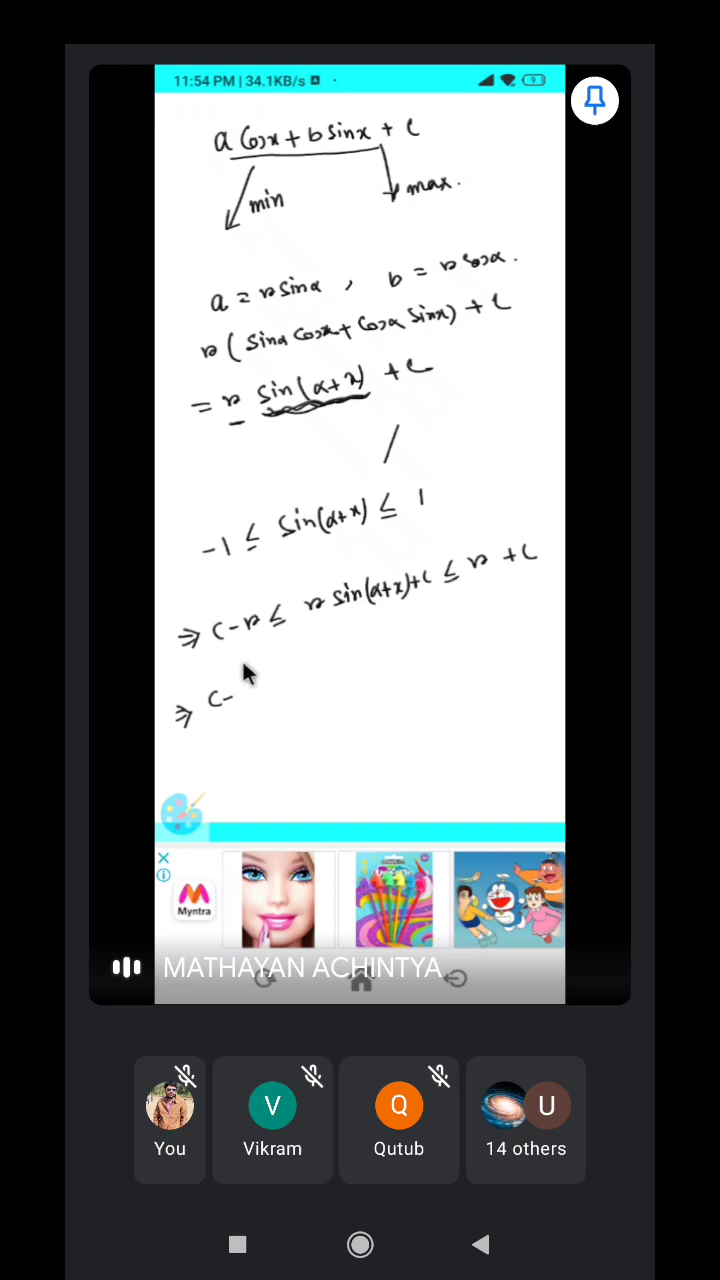 11:54 PM | 34.1KB/s
9
a cosx + b sinx + c
min
max.
a = r sinα , b = r cosα.
r ( sinα cosx + cosα sinx) + c
= r sin(α+x) + c
-1 ≤ sin(α+x) ≤ 1
⇒ c-r ≤ r sin(α+x)+c ≤ r + c
⇒ c-
Myntra
MATHAYAN ACHINTYA
V
Q
U
You
Vikram
Qutub
14 others